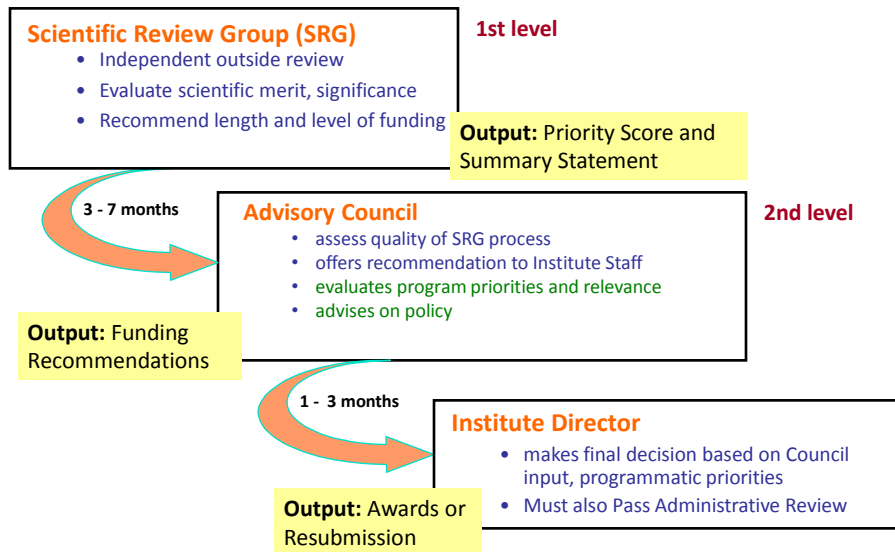 Scientific Review Group (SRG)
1st level
• Independent outside review
• Evaluate scientific merit, significance
• Recommend length and level of funding
Output: Priority Score and
Summary Statement
3 - 7 months
Advisory Council
2nd level
• assess quality of SRG process
• offers recommendation to Institute Staff
• evaluates program priorities and relevance
• advises on policy
Output: Funding
Recommendations
1 - 3 months
Institute Director
• makes final decision based on Council
input, programmatic priorities
• Must also Pass Administrative Review
Output: Awards or
Resubmission